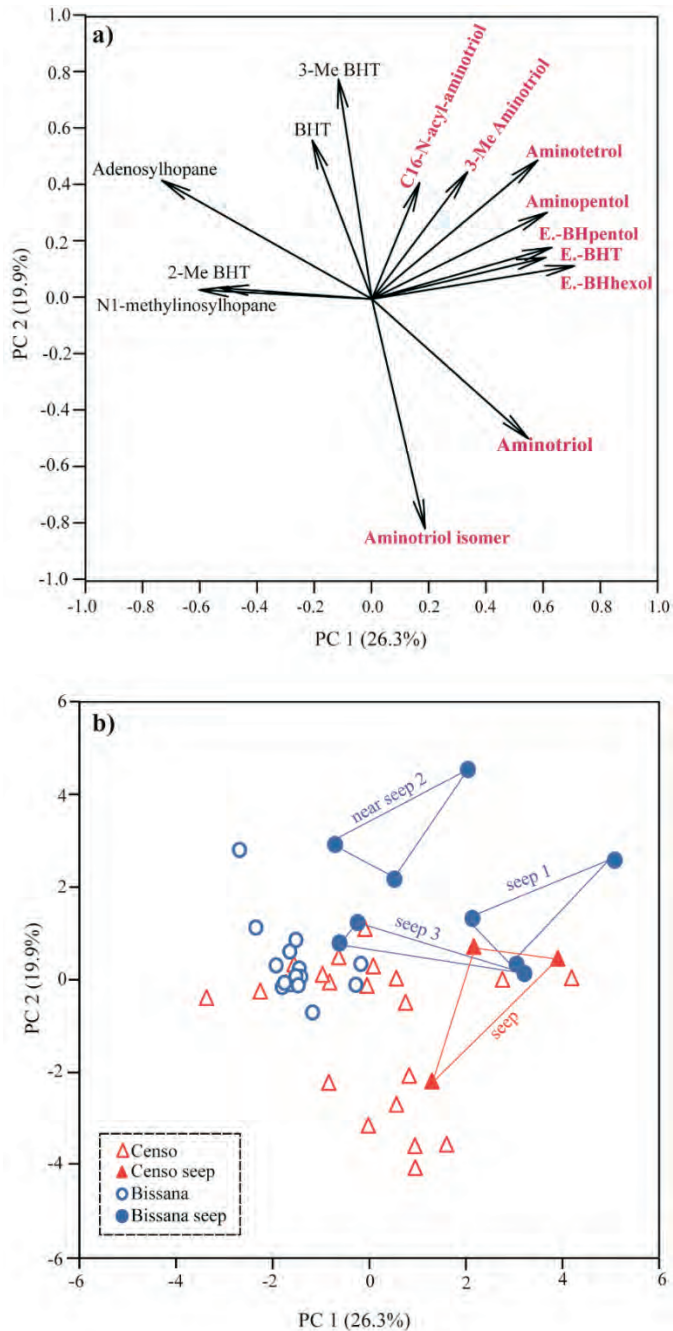 a)
1.0
0.8
0.6
0.4
0.2
0.0
-0.2
-0.4
-0.6
-0.8
-1.0
PC 2 (19.9%)
3-Me BHT
BHT
Adenosylhopane
2-Me BHT
N1-methylinosylhopane
C16-N-acyl-aminotriol
3-Me Aminotriol
Aminotetrol
Aminopentol
E.-BHpentol
E.-BHT
E.-BHhexol
Aminotriol
Aminotriol isomer
-1.0 -0.8 -0.6 -0.4 -0.2 0.0 0.2 0.4 0.6 0.8 1.0
PC 1 (26.3%)
b)
6
4
2
0
-2
-4
-6
PC 2 (19.9%)
near seep 2
seep 1
seep 3
seep
Censo
Censo seep
Bissana
Bissana seep
-6 -4 -2 0 2 4 6
PC 1 (26.3%)